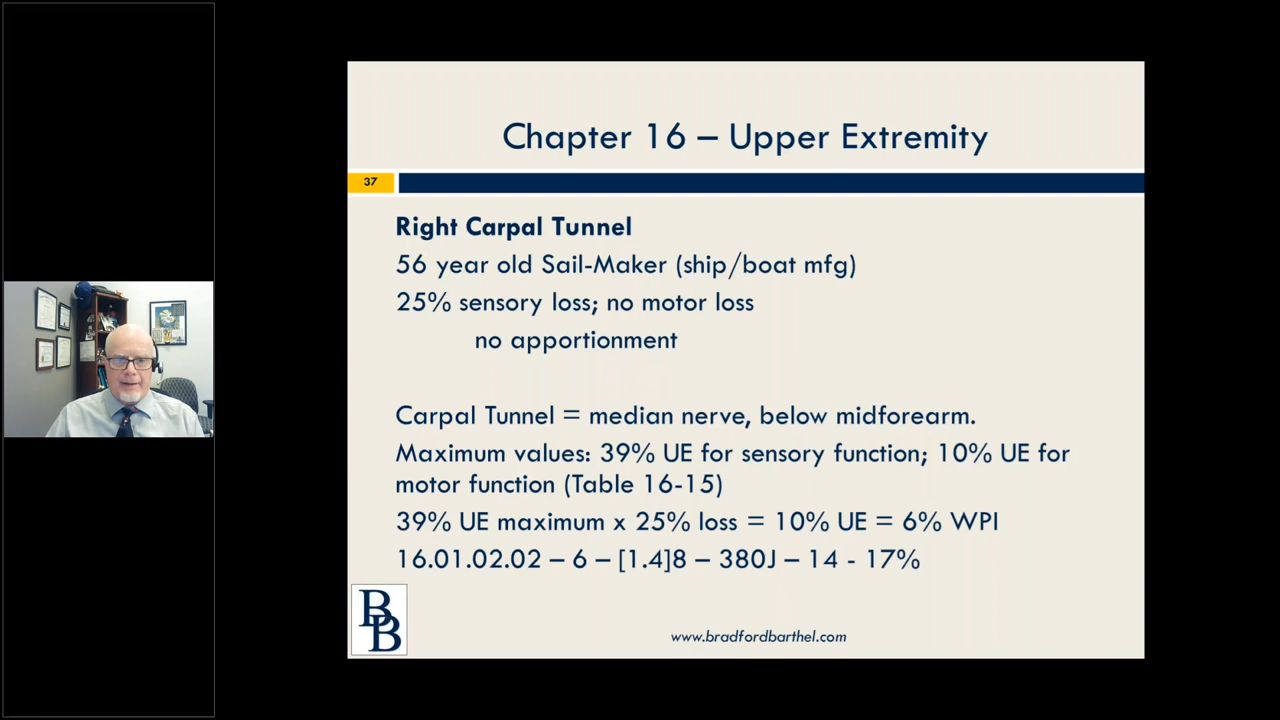 Chapter 16 – Upper Extremity
37
Right Carpal Tunnel
56 year old Sail-Maker (ship/boat mfg)
25% sensory loss; no motor loss
no apportionment
Carpal Tunnel = median nerve, below midforearm.
Maximum values: 39% UE for sensory function; 10% UE for
motor function (Table 16-15)
39% UE maximum x 25% loss = 10% UE = 6% WPI
16.01.02.02 – 6 – [1.4]8 – 380J – 14 - 17%
BB
www.bradfordbarthel.com